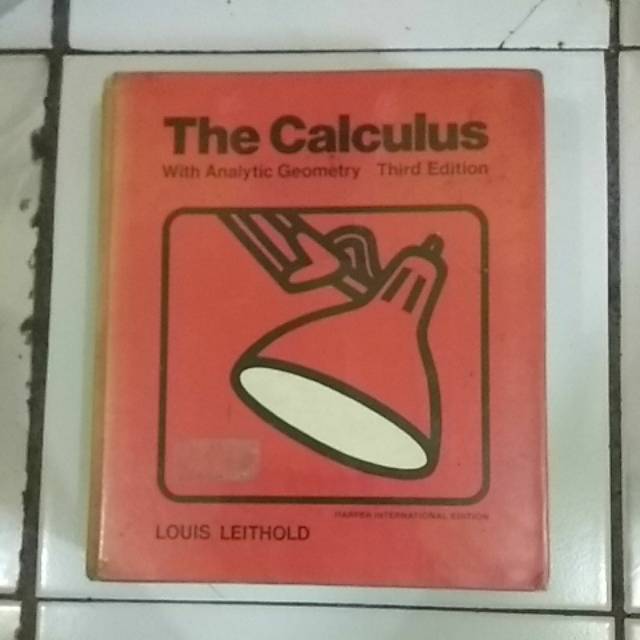 The Calculus
With Analytic Geometry Third Edition
HARPER INTERNATIONAL EDITION
LOUIS LEITHOLD